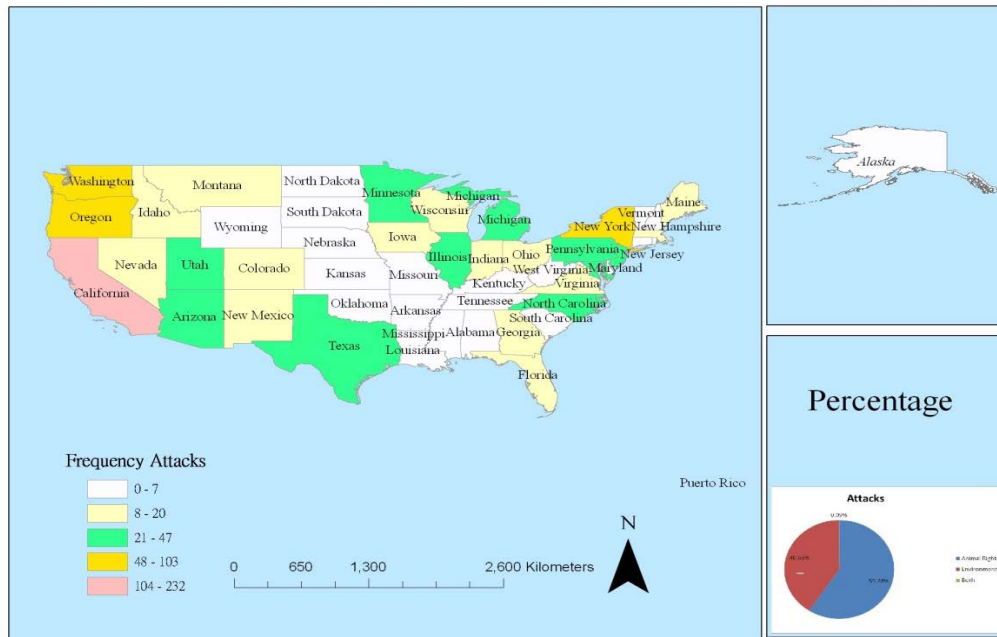 Washington
Montana
North Dakota
Minnesota
Michigan
Maine
Vermont
Oregon
Idaho
South Dakota
Wisconsin
Michigan
New York
New Hampshire
Wyoming
Nebraska
Iowa
Pennsylvania
Nevada
Utah
Colorado
Kansas
Missouri
Illinois
Indiana
Ohio
New Jersey
Maryland
West Virginia
Virginia
California
Kentucky
Arizona
New Mexico
Oklahoma
Arkansas
Tennessee
North Carolina
South Carolina
Texas
Mississippi
Alabama
Georgia
Louisiana
Florida
Puerto Rico
Frequency Attacks
0 - 7
8 - 20
21 - 47
48 - 103
104 - 232
N
0 650 1,300 2,600 Kilometers
Alaska
Percentage
Attacks
Animal Right
Environment